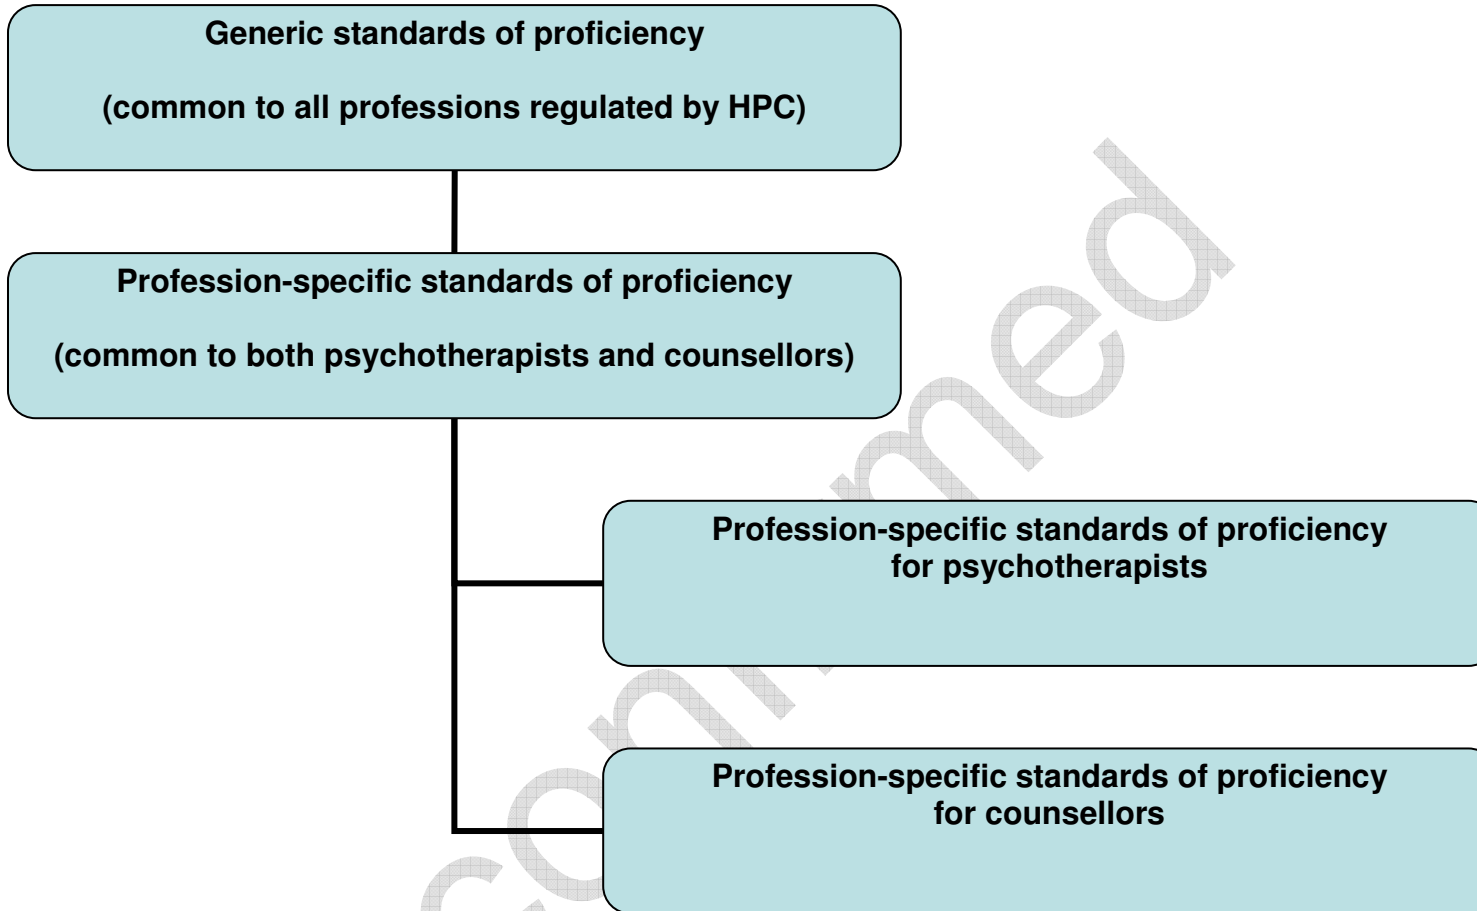 Generic standards of proficiency
(common to all professions regulated by HPC)
Profession-specific standards of proficiency
(common to both psychotherapists and counsellors)
Profession-specific standards of proficiency
for psychotherapists
Profession-specific standards of proficiency
for counsellors